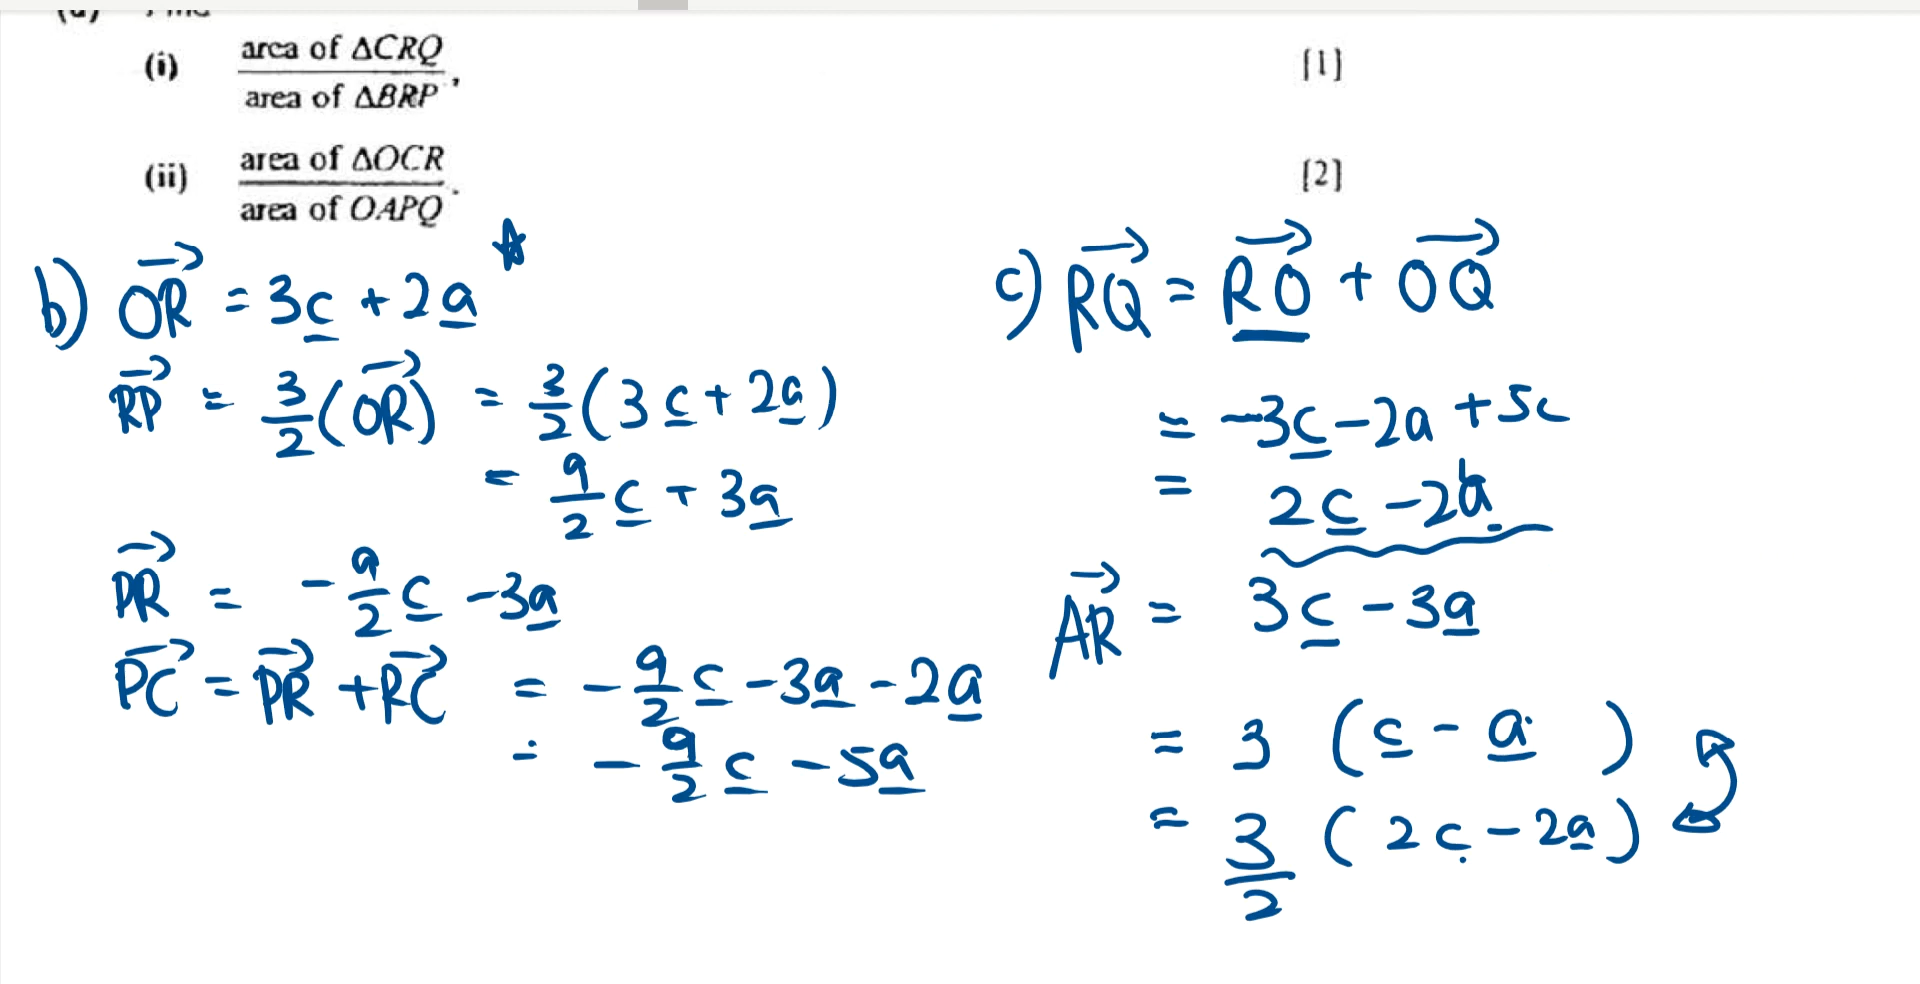 (i) area of ΔCRQ / area of ΔBRP , [1]
(ii) area of ΔOCR / area of OAPQ . [2]
b) OR→ = 3c + 2a ☆
RP→ = 3/2 (OR→) = 3/2 (3c + 2a)
= 9/2 c + 3a
PR→ = -9/2 c - 3a
PC→ = PR→ + RC→ = -9/2 c - 3a - 2a
= -9/2 c - 5a
c) RQ→ = RO→ + OQ→
= -3c - 2a + 5c
= 2c - 2a
AR→ = 3c - 3a
= 3 (c - a)
= 3/2 (2c - 2a)